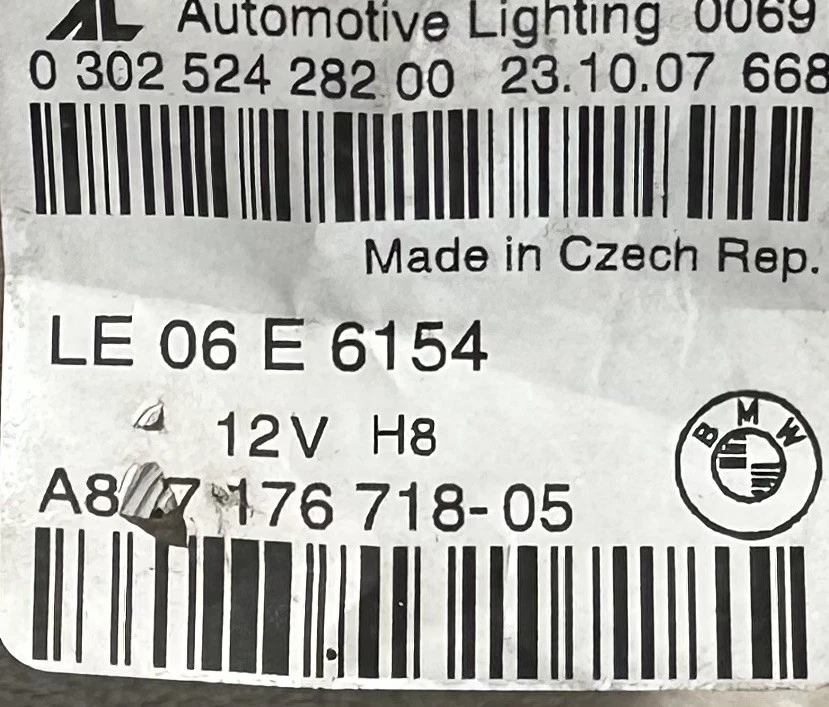 AL Automotive Lighting 0069
0 302 524 282 00 23.10.07 668
Made in Czech Rep.
LE 06 E 6154
12V H8
BMW
7 176 718-05